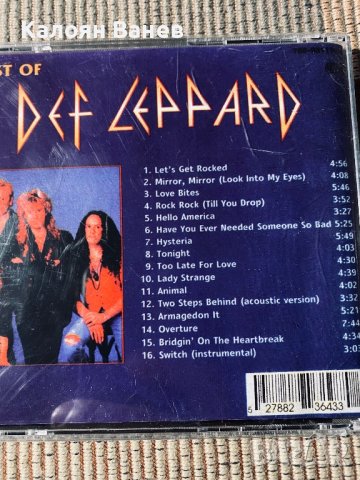 Калоян Ванев
ST OF
DEF LEPPARD
1. Let's Get Rocked 4:56
2. Mirror, Mirror (Look Into My Eyes) 4:08
3. Love Bites 5:46
4. Rock Rock (Till You Drop) 3:52
5. Hello America 3:27
6. Have You Ever Needed Someone So Bad 5:25
7. Hysteria 5:49
8. Tonight 4:03
9. Too Late For Love 4:30
10. Lady Strange 4:39
11. Animal 4:02
12. Two Steps Behind (acoustic version) 3:32
13. Armagedon It 5:21
14. Overture 7:44
15. Bridgin' On The Heartbreak 4:34
16. Switch (instrumental) 3:03
5 27882 36433